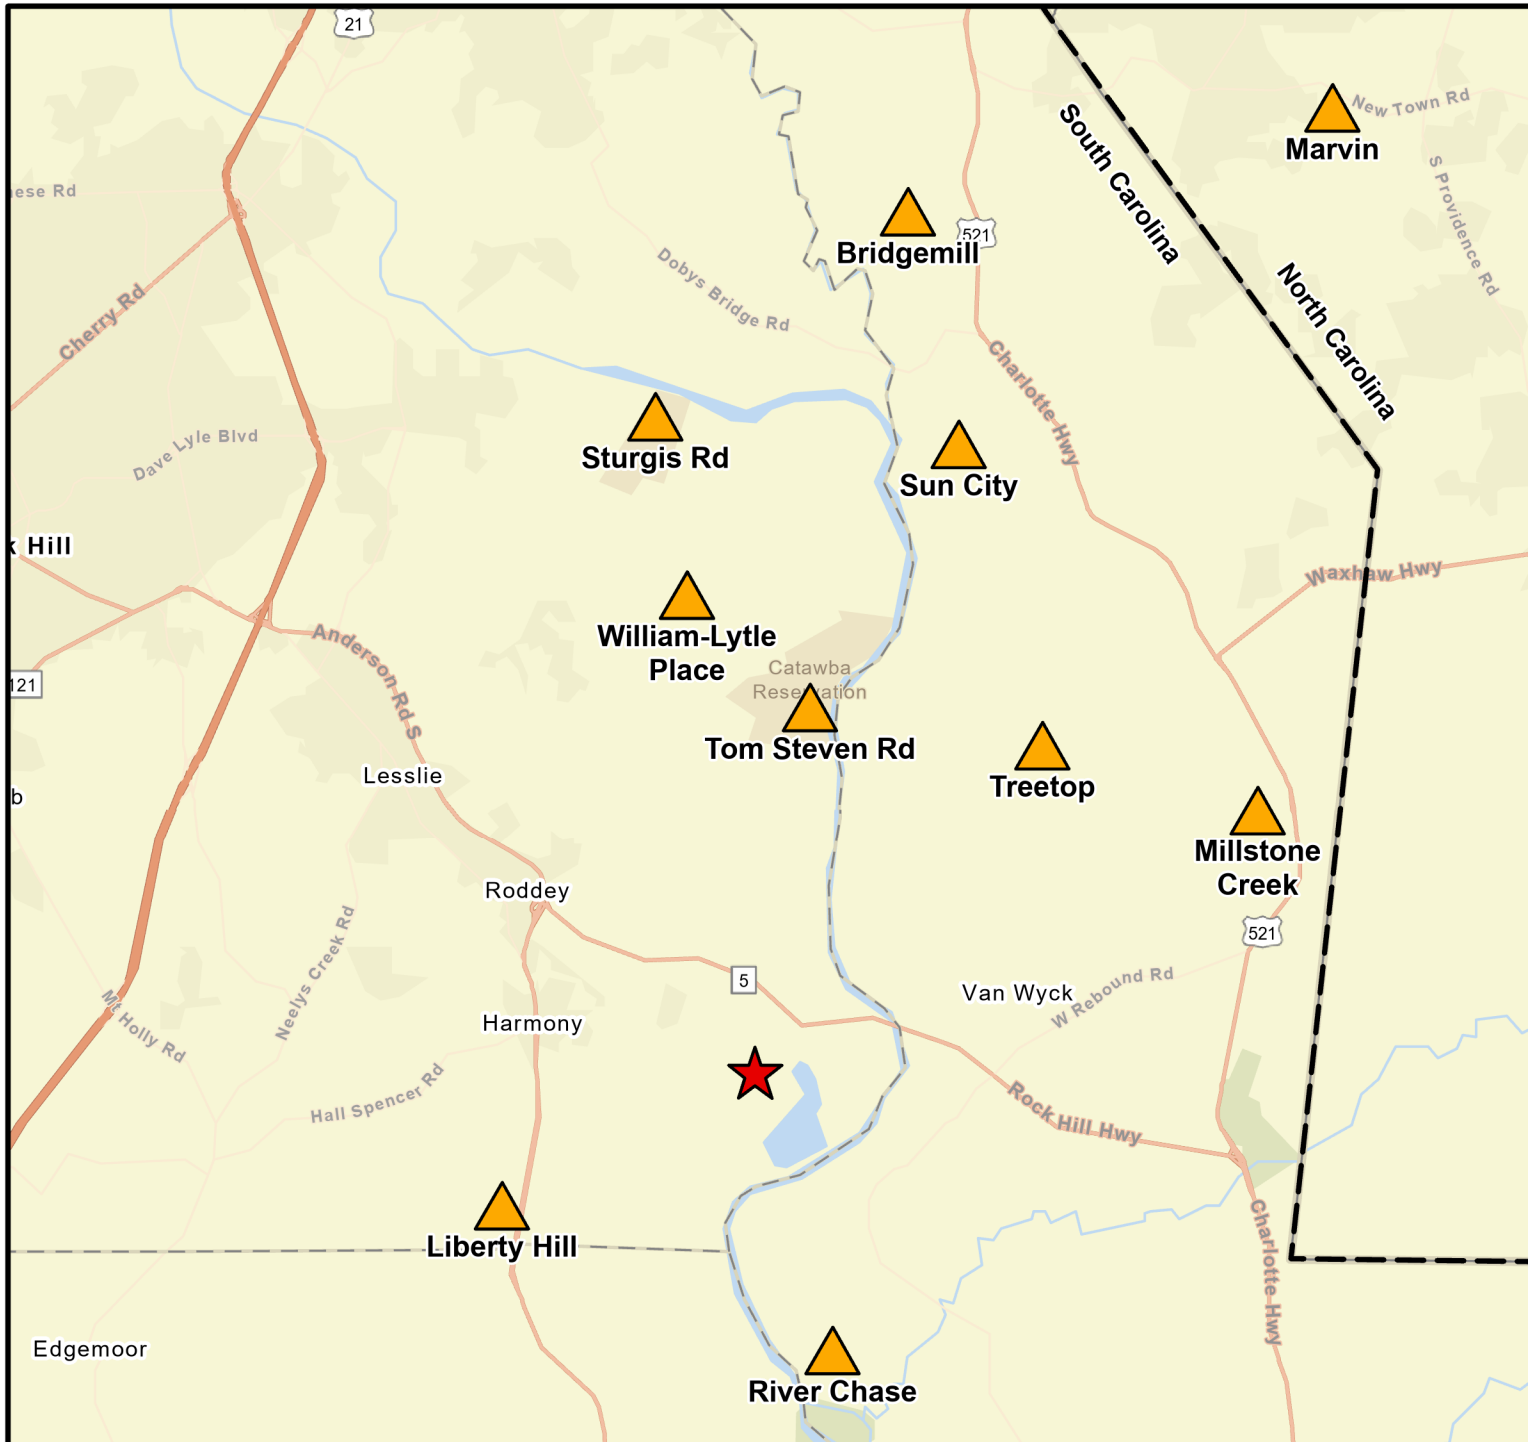 21
New Town Rd
Marvin
South Carolina
S Providence Rd
ese Rd
521
Bridgemill
Dobys Bridge Rd
North Carolina
Cherry Rd
Charlotte Hwy
Dave Lyle Blvd
Sturgis Rd
Sun City
k Hill
Waxhaw Hwy
William-Lytle
Place
Anderson Rd S
Catawba
Reservation
121
Tom Steven Rd
Lesslie
Treetop
b
Millstone
Creek
Roddey
521
Neelys Creek Rd
5
Van Wyck
W Rebound Rd
Mt Holly Rd
Harmony
Hall Spencer Rd
Rock Hill Hwy
Liberty Hill
Charlotte Hwy
Edgemoor
River Chase